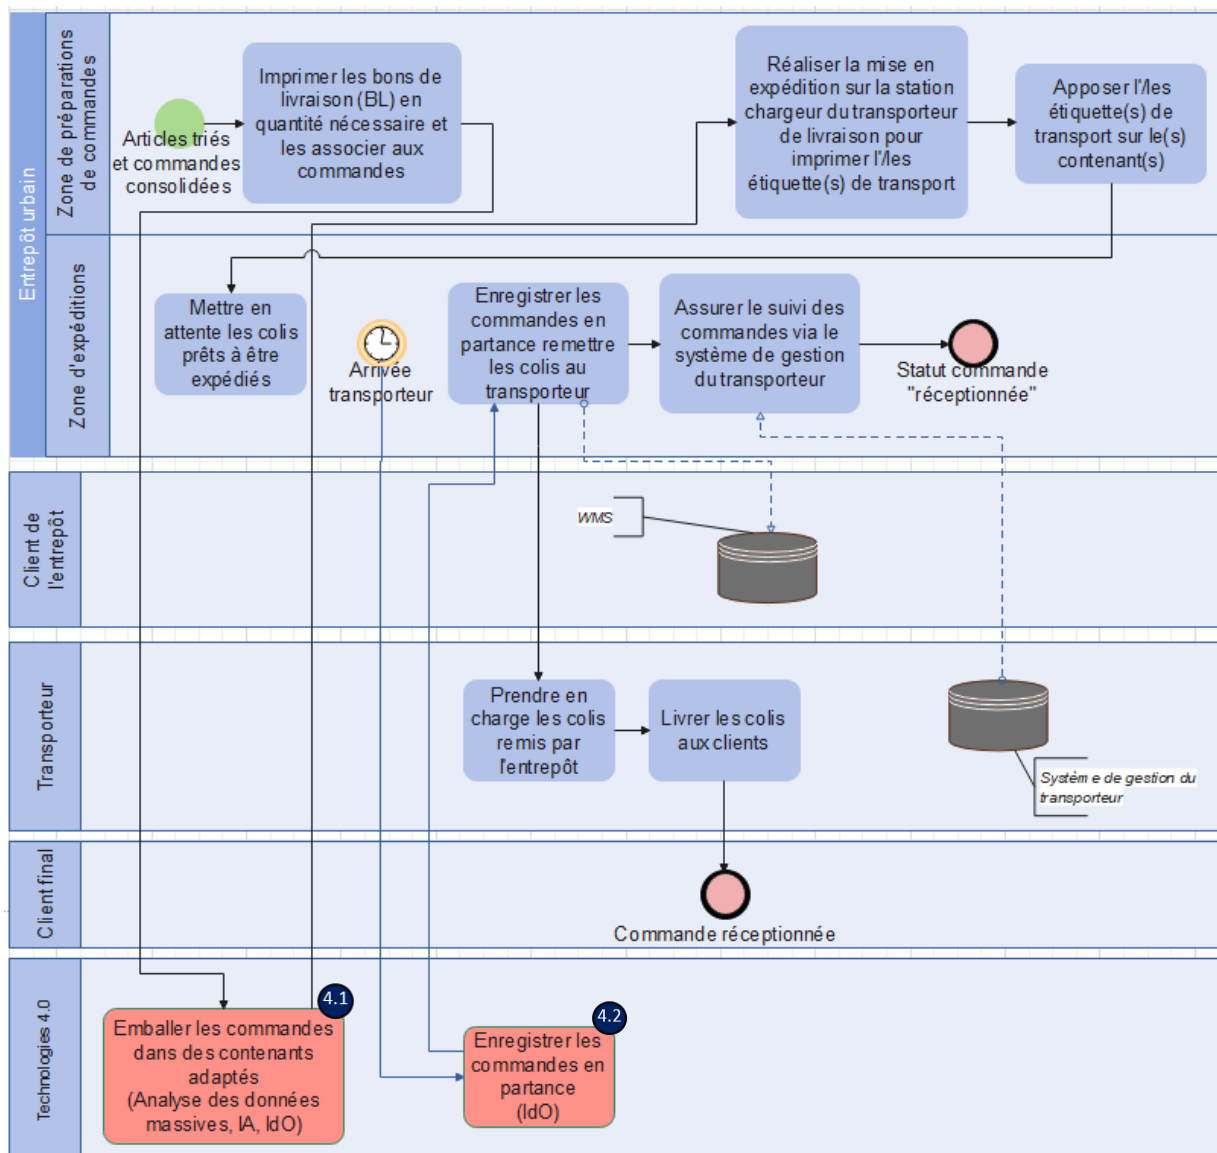 Entrepôt urbain
Zone de préparations
de commandes
Articles triés
et commandes
consolidées
Imprimer les bons de
livraison (BL) en
quantité nécessaire et
les associer aux
commandes
Réaliser la mise en
expédition sur la station
chargeur du transporteur
de livraison pour
imprimer l'/les
étiquette(s) de transport
Apposer l'/les
étiquette(s) de
transport sur le(s)
contenant(s)
Zone d'expéditions
Mettre en
attente les colis
prêts à être
expédiés
Arrivée
transporteur
Enregistrer les
commandes en
partance remettre
les colis au
transporteur
Assurer le suivi des
commandes via le
système de gestion
du transporteur
Statut commande
"réceptionnée"
Client de
l'entrepôt
WMS
Transporteur
Prendre en
charge les colis
remis par
l'entrepôt
Livrer les colis
aux clients
Système de gestion du
transporteur
Client final
Commande réceptionnée
Technologies 4.0
4.1
Emballer les commandes
dans des contenants
adaptés
(Analyse des données
massives, IA, IdO)
4.2
Enregistrer les
commandes en
partance
(IdO)